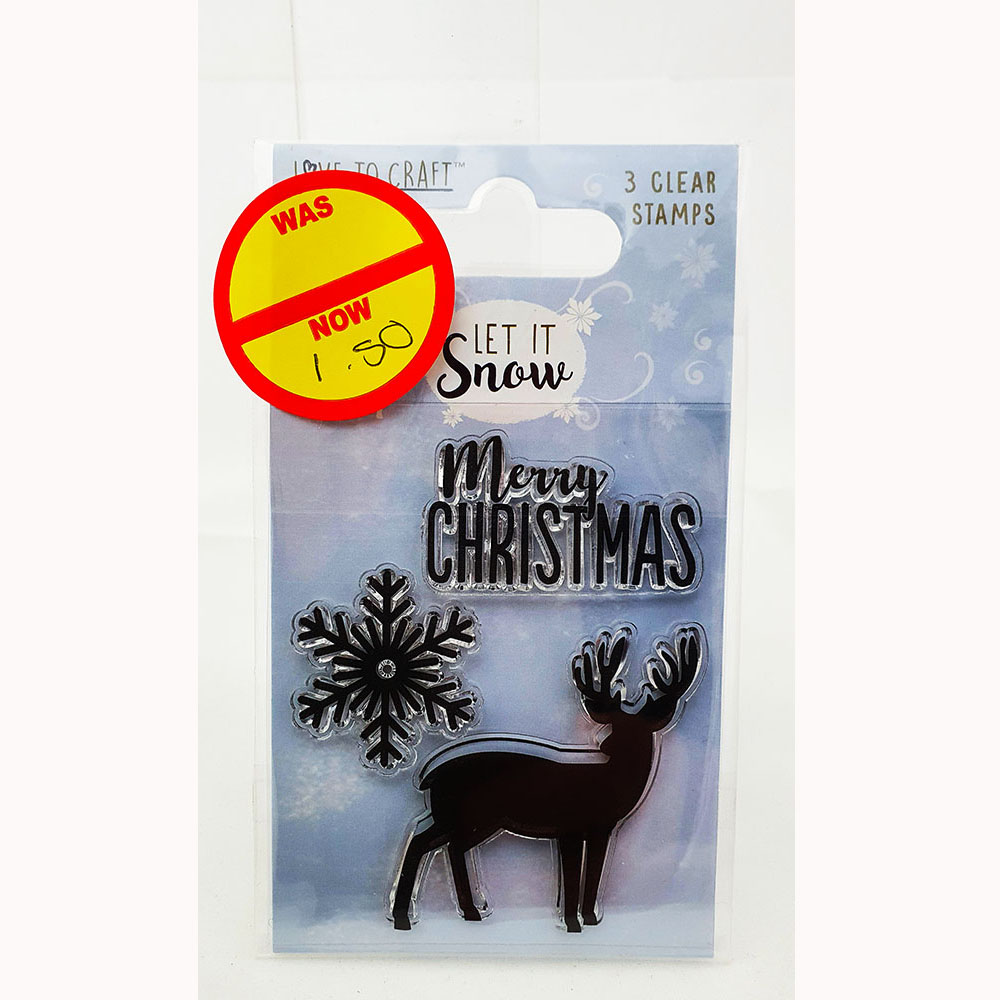 LOVE TO CRAFT™
3 CLEAR
STAMPS
WAS
NOW
1.50
LET IT
Snow
Merry
CHRISTMAS